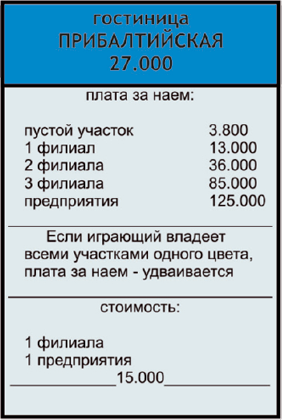 гостиница
ПРИБАЛТИЙСКАЯ
27.000
плата за наем:
пустой участок 3.800
1 филиал 13.000
2 филиала 36.000
3 филиала 85.000
предприятия 125.000
Если играющий владеет
всеми участками одного цвета,
плата за наем - удваивается
стоимость:
1 филиала
1 предприятия
15.000